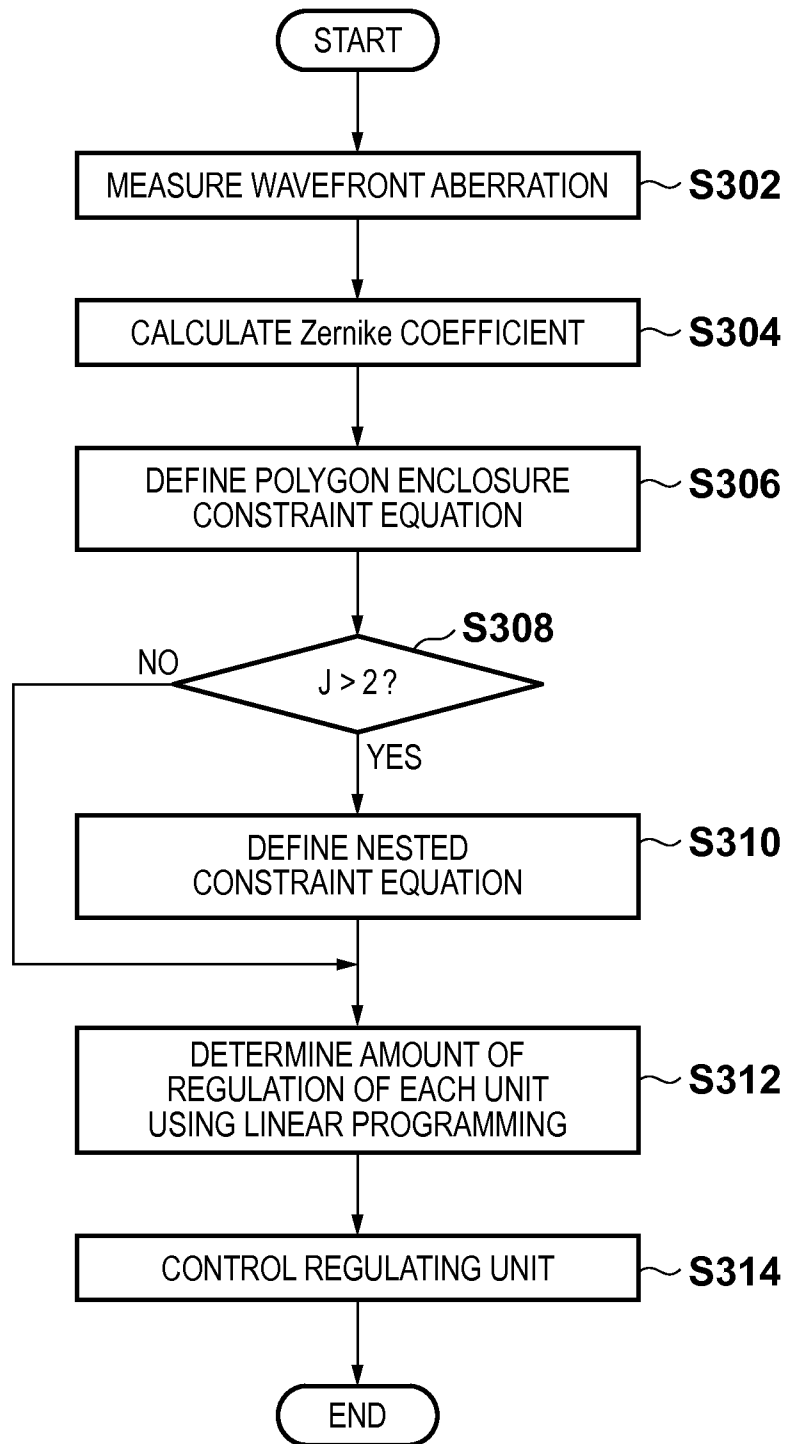 START
MEASURE WAVEFRONT ABERRATION
S302
CALCULATE Zernike COEFFICIENT
S304
DEFINE POLYGON ENCLOSURE
CONSTRAINT EQUATION
S306
S308
NO
J > 2 ?
YES
DEFINE NESTED
CONSTRAINT EQUATION
S310
DETERMINE AMOUNT OF
REGULATION OF EACH UNIT
USING LINEAR PROGRAMMING
S312
CONTROL REGULATING UNIT
S314
END